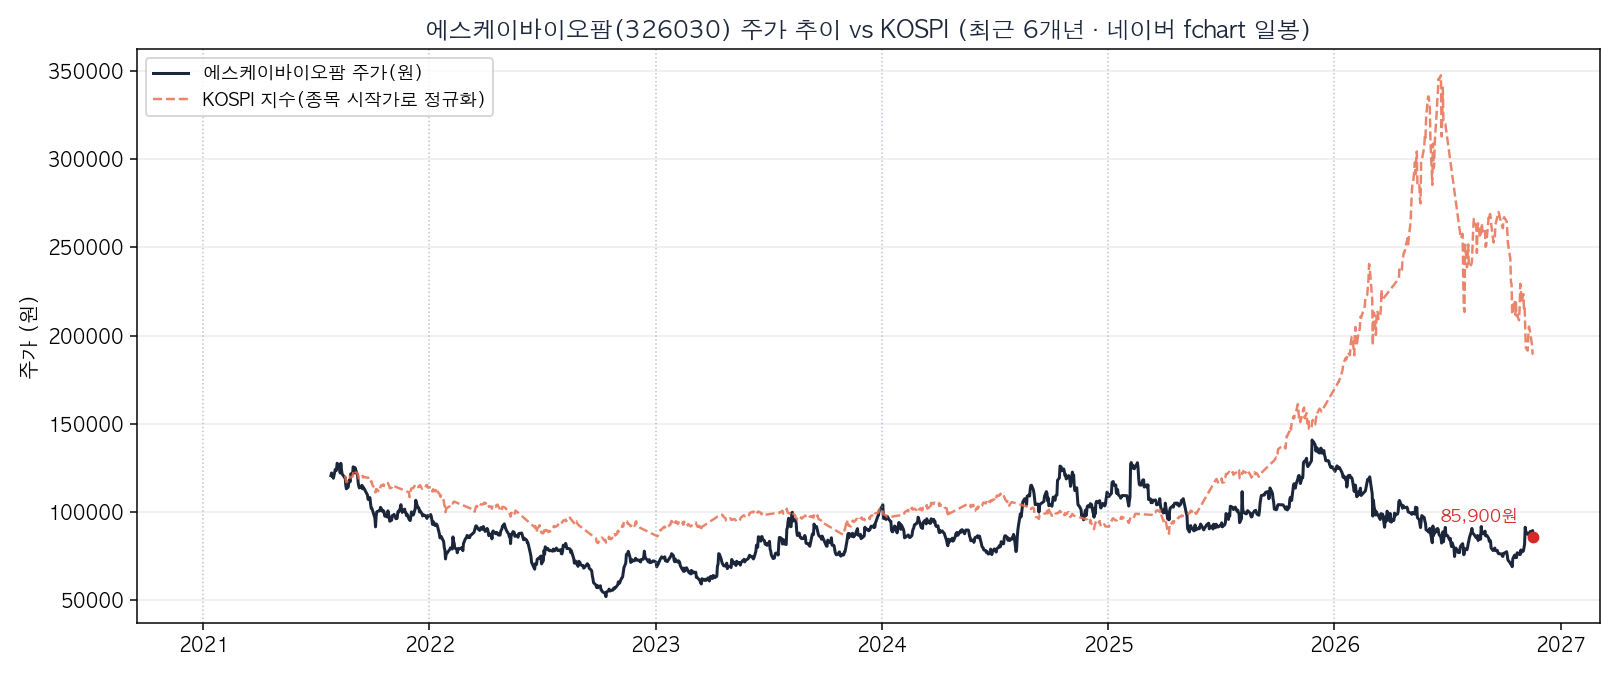 에스케이바이오팜(326030) 주가 추이 vs KOSPI (최근 6개년 · 네이버 fchart 일봉)
에스케이바이오팜 주가(원)
KOSPI 지수(종목 시작가로 정규화)
주가 (원)
350000
300000
250000
200000
150000
100000
50000
85,900원
2021
2022
2023
2024
2025
2026
2027